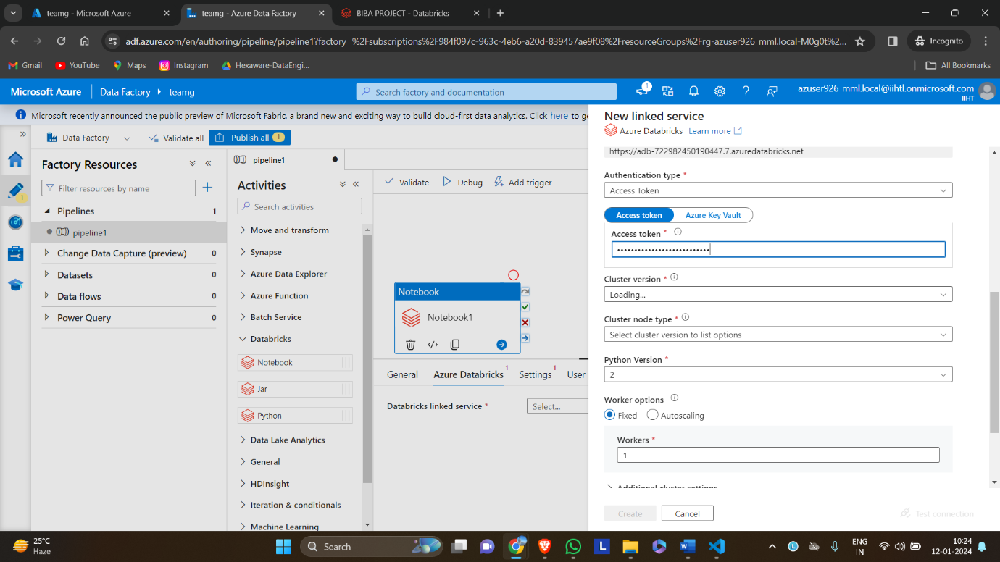 teamg - Microsoft Azure
teamg - Azure Data Factory
BIBA PROJECT - Databricks
adf.azure.com/en/authoring/pipeline/pipeline1?factory=%2Fsubscriptions%2F984f097c-963c-4eb6-a20d-839457ae9f08%2FresourceGroups%2Frg-azuser926_mml.local-M0g0t%2...
Incognito
Gmail
YouTube
Maps
Instagram
Hexaware-DataEngi...
All Bookmarks
Microsoft Azure
Data Factory
teamg
Search factory and documentation
1
azuser926_mml.local@iihtl.onmicrosoft.com
IIHT
Microsoft recently announced the public preview of Microsoft Fabric, a brand new and exciting way to build cloud-first data analytics. Click here to ge
Data Factory
Validate all
Publish all 1
Factory Resources
Filter resources by name
1
Pipelines 1
pipeline1
Change Data Capture (preview) 0
Datasets 0
Data flows 0
Power Query 0
pipeline1
Activities
Search activities
Move and transform
Synapse
Azure Data Explorer
Azure Function
Batch Service
Databricks
Notebook
Jar
Python
Data Lake Analytics
General
HDInsight
Iteration & conditionals
Machine Learning
Validate
Debug
Add trigger
Notebook
Notebook1
General
Azure Databricks 1
Settings 1
User
Databricks linked service *
Select...
New linked service
Azure Databricks Learn more
https://adb-722982450190447.7.azuredatabricks.net
Authentication type *
Access Token
Access token
Azure Key Vault
Access token *
Cluster version *
Loading...
Cluster node type *
Select cluster version to list options
Python Version *
2
Worker options
Fixed
Autoscaling
Workers *
1
Additional cluster settings
Create
Cancel
Test connection
25°C
Haze
Search
ENG
IN
10:24
12-01-2024